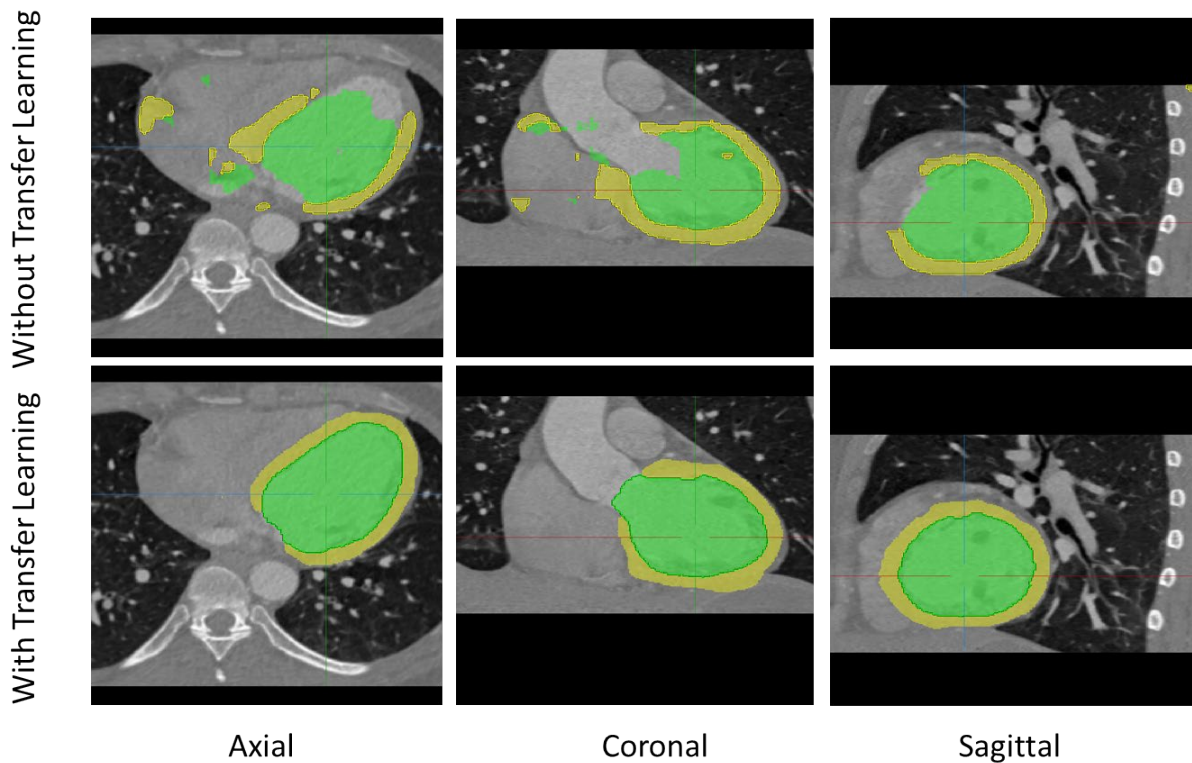 Without Transfer Learning
With Transfer Learning
Axial
Coronal
Sagittal